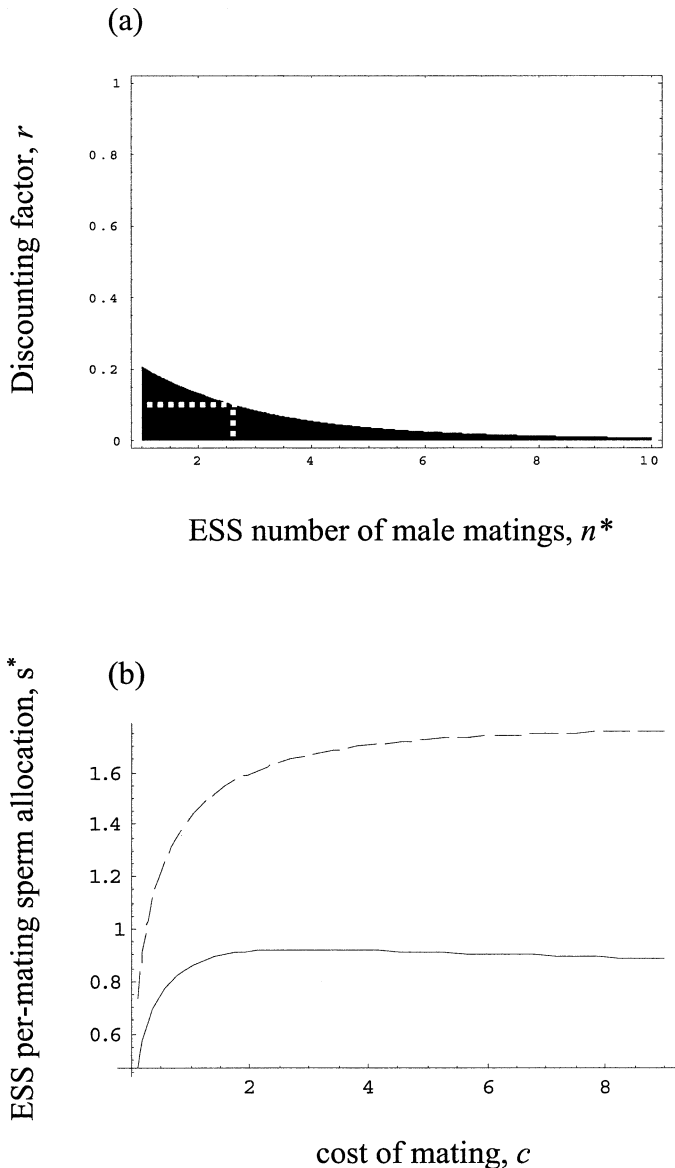 (a)
Discounting factor, r
1
0.8
0.6
0.4
0.2
0
2 4 6 8 10
ESS number of male matings, n*
(b)
ESS per-mating sperm allocation, s*
1.6
1.4
1.2
1
0.8
0.6
2 4 6 8
cost of mating, c